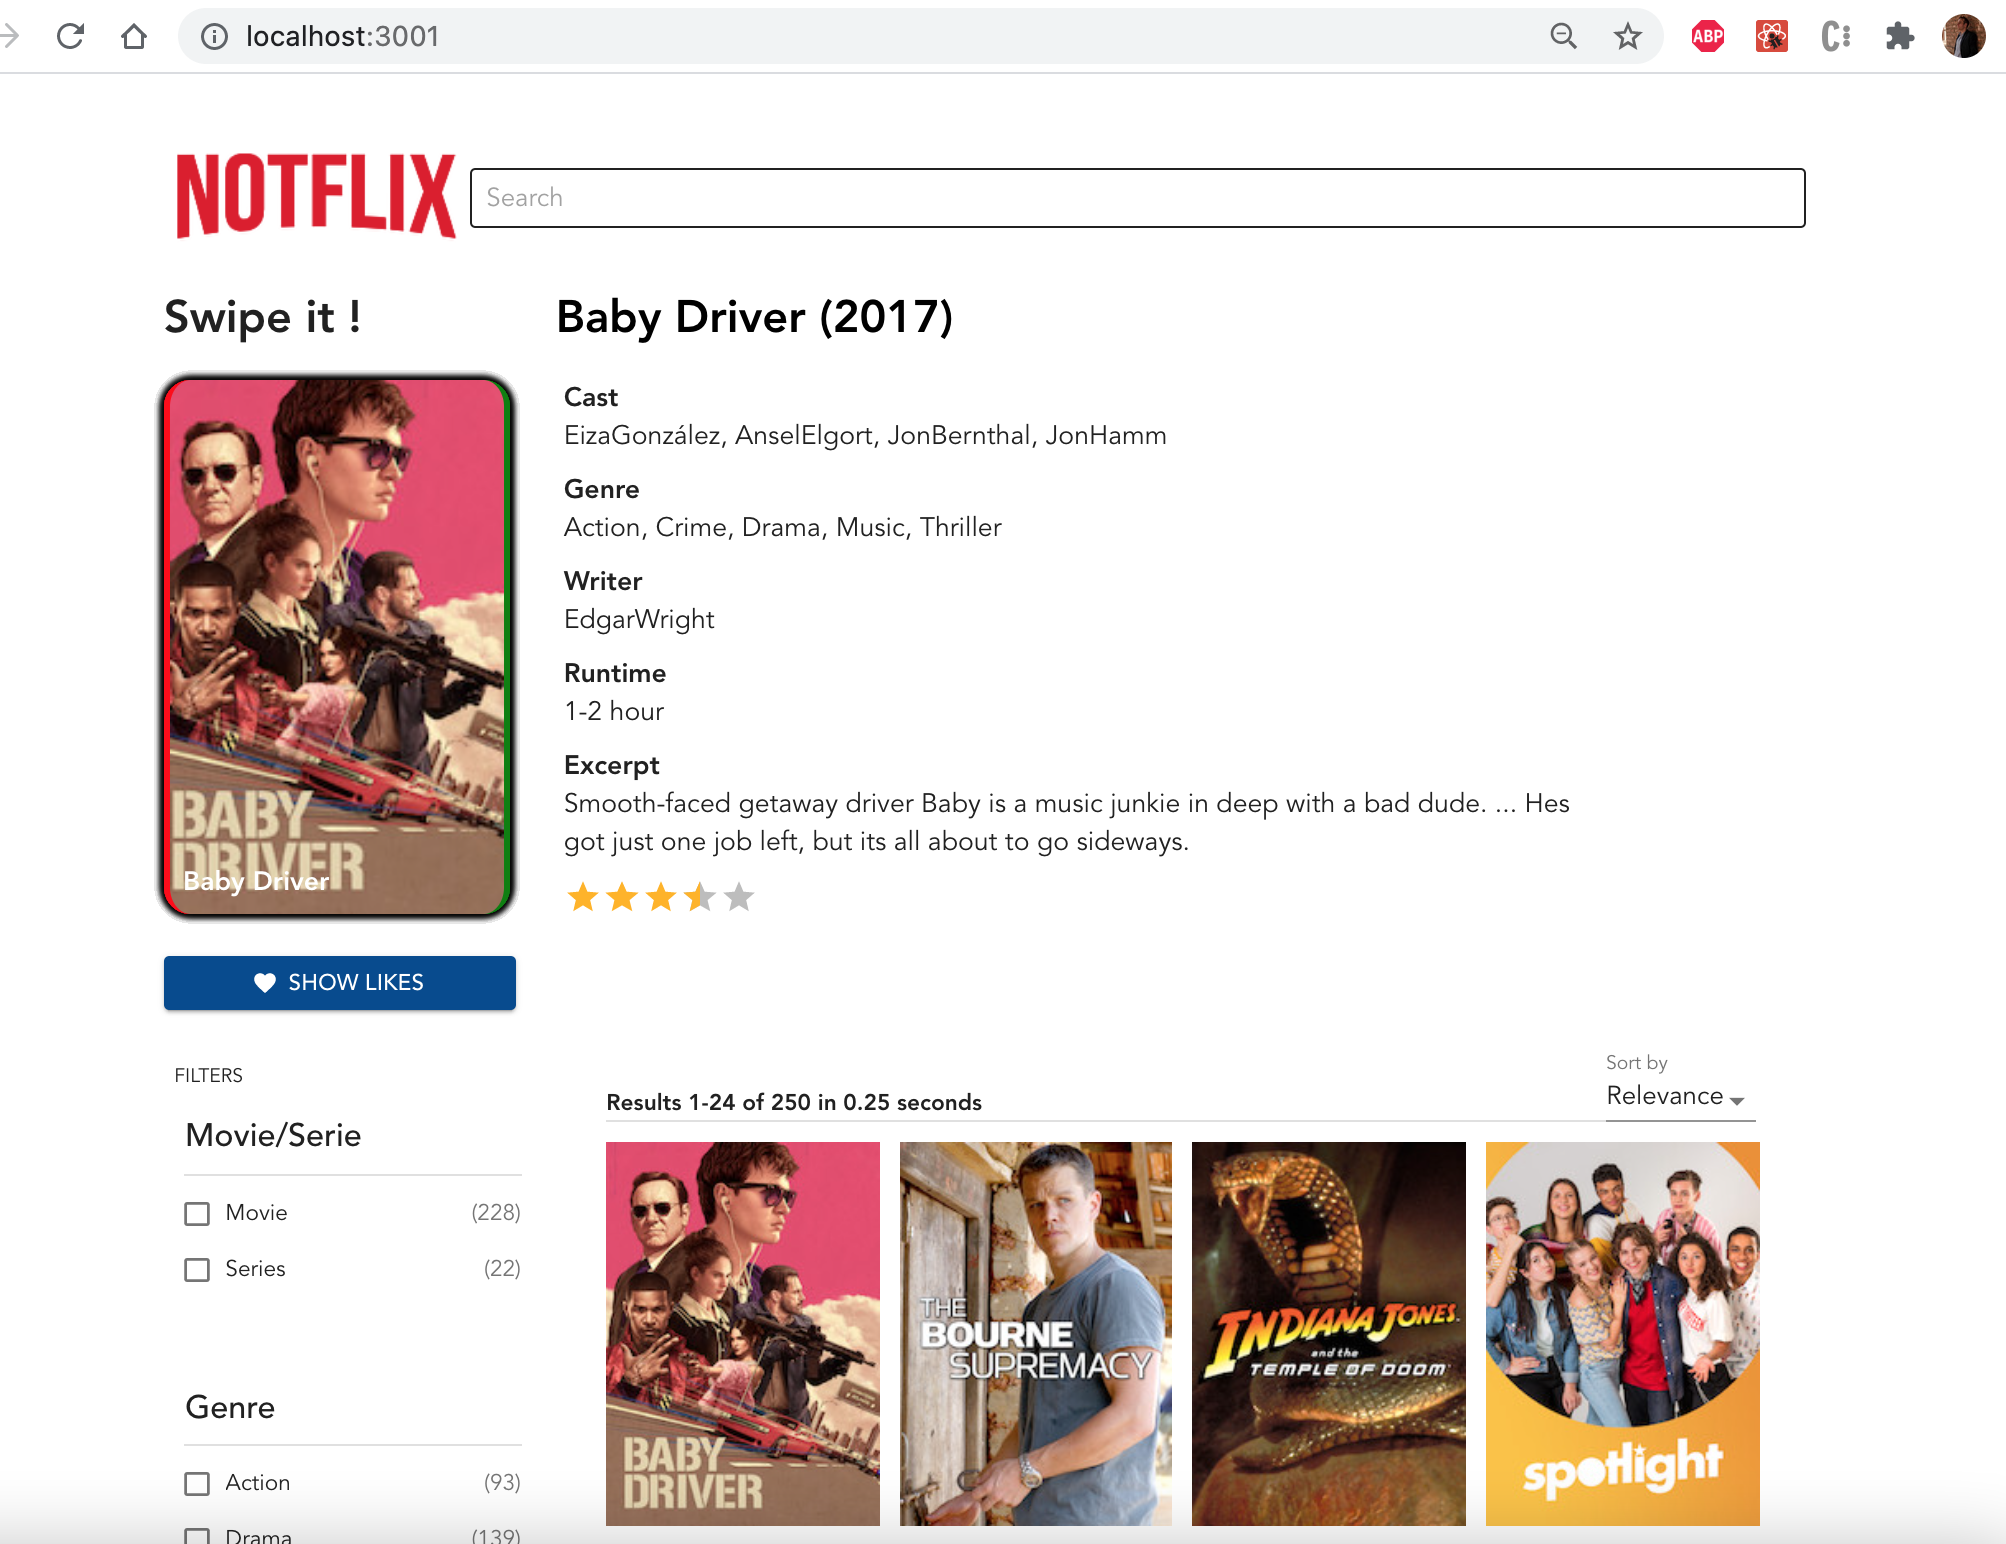 localhost:3001
ABP
NOTFLIX
Search
Swipe it !
Baby Driver (2017)
Cast
EizaGonzález, AnselElgort, JonBernthal, JonHamm
Genre
Action, Crime, Drama, Music, Thriller
Writer
EdgarWright
Runtime
1-2 hour
Excerpt
Smooth-faced getaway driver Baby is a music junkie in deep with a bad dude. ... Hes
got just one job left, but its all about to go sideways.
BABY
DRIVER
Baby Driver
SHOW LIKES
FILTERS
Movie/Serie
Movie (228)
Series (22)
Genre
Action (93)
Drama (139)
Sort by
Relevance
Results 1-24 of 250 in 0.25 seconds
BABY
DRIVER
THE
BOURNE
SUPREMACY
INDIANA JONES
and the
TEMPLE OF DOOM
spotlight